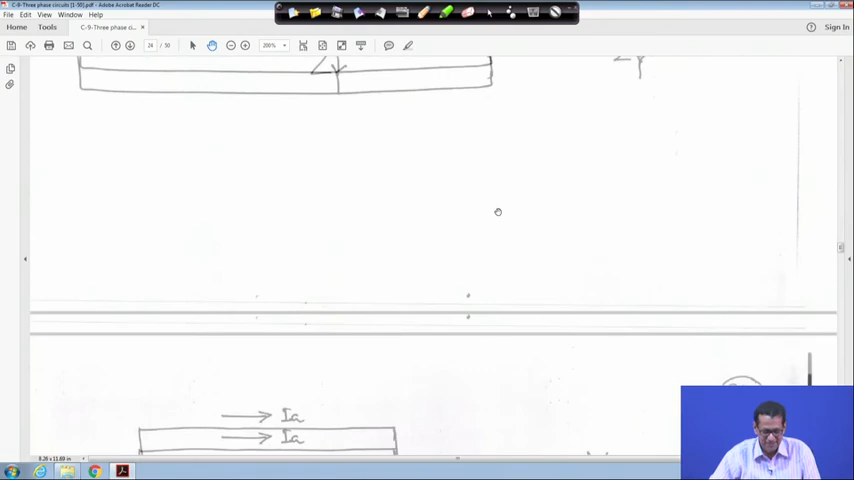 C-9-Three phase circuits [1-50].pdf - Adobe Acrobat Reader DC
File Edit View Window Help
Home Tools C-9-Three phase ci... × Sign In
24 / 50 200%
Ia
Ia
8.26 x 11.69 in